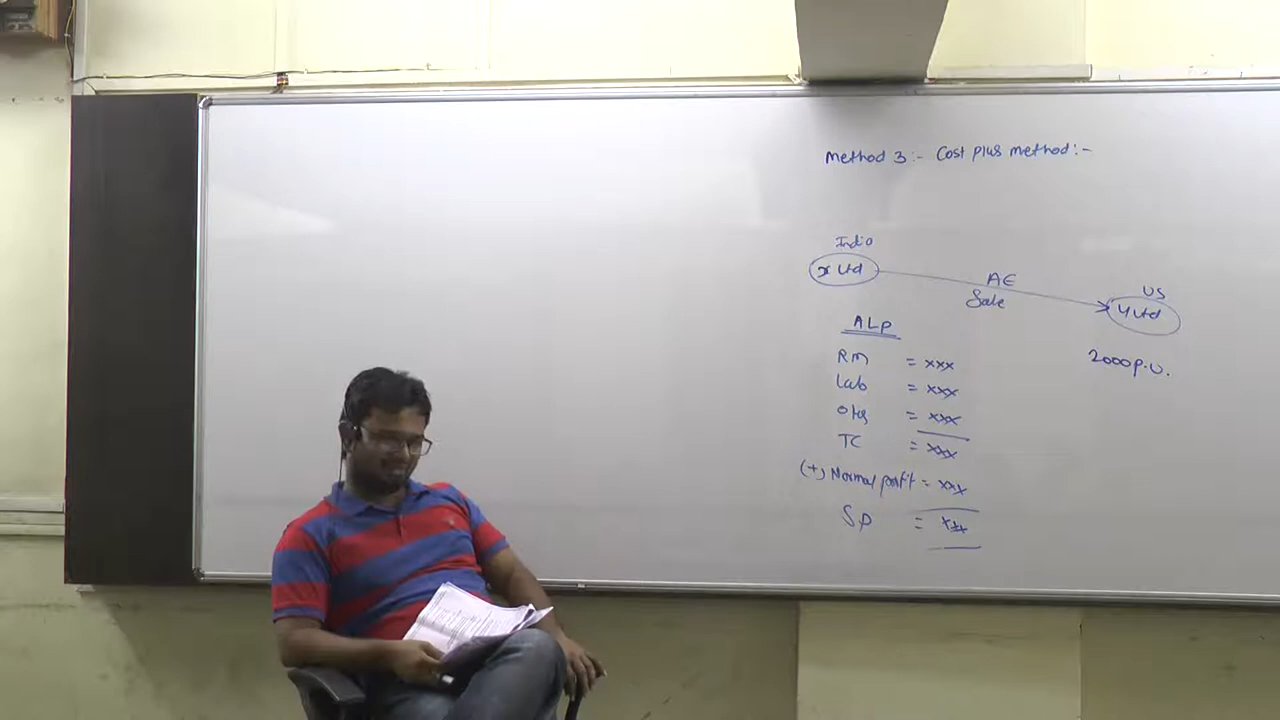 Method 3:- Cost plus method:-
India
X Ltd
AE
Sale
US
Y Ltd
2000 p.u.
ALP
RM = xxx
Lab = xxx
OHs = xxx
TC = xxx
(+) Normal profit = xxx
SP = xxx